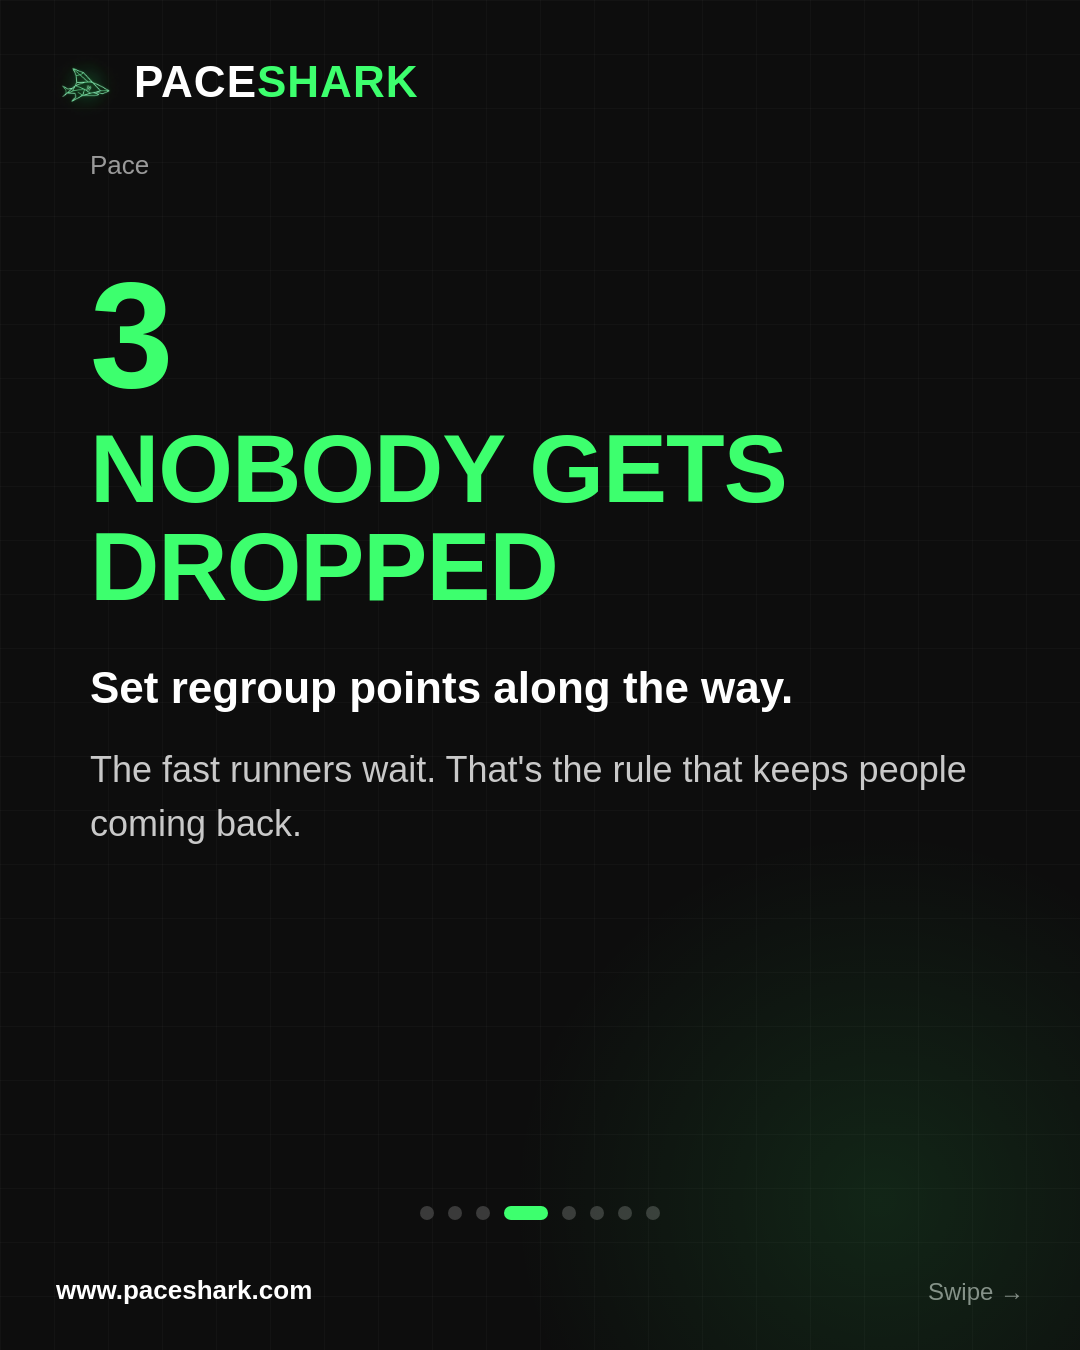 PACESHARK
Pace
3
NOBODY GETS
DROPPED
Set regroup points along the way.
The fast runners wait. That's the rule that keeps people
coming back.
www.paceshark.com
Swipe →